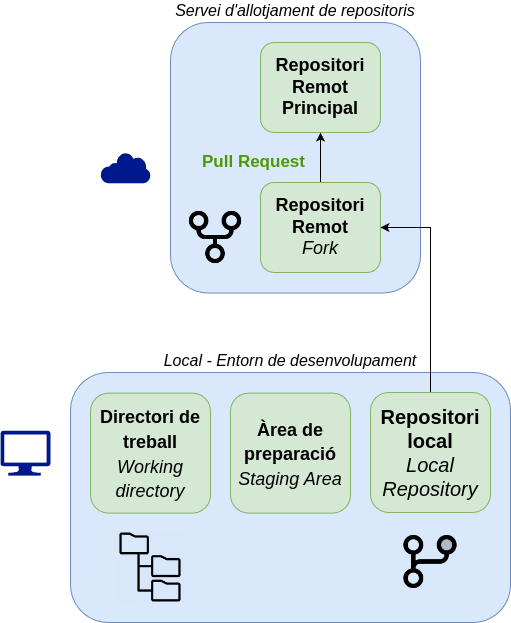 Servei d'allotjament de repositoris
Repositori
Remot
Principal
Pull Request
Repositori
Remot
Fork
Local - Entorn de desenvolupament
Directori de
treball
Working
directory
Àrea de
preparació
Staging Area
Repositori
local
Local
Repository